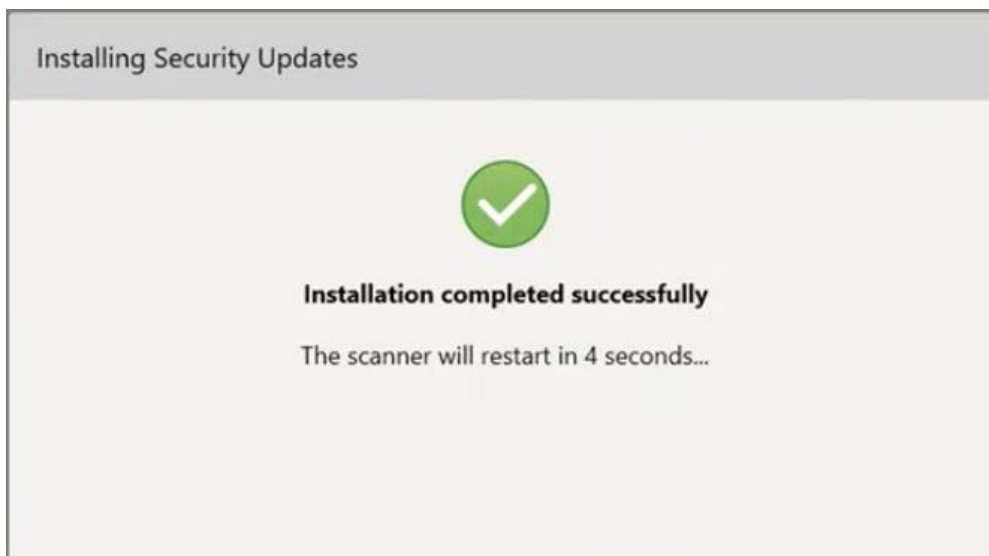 Installing Security Updates
Installation completed successfully
The scanner will restart in 4 seconds...